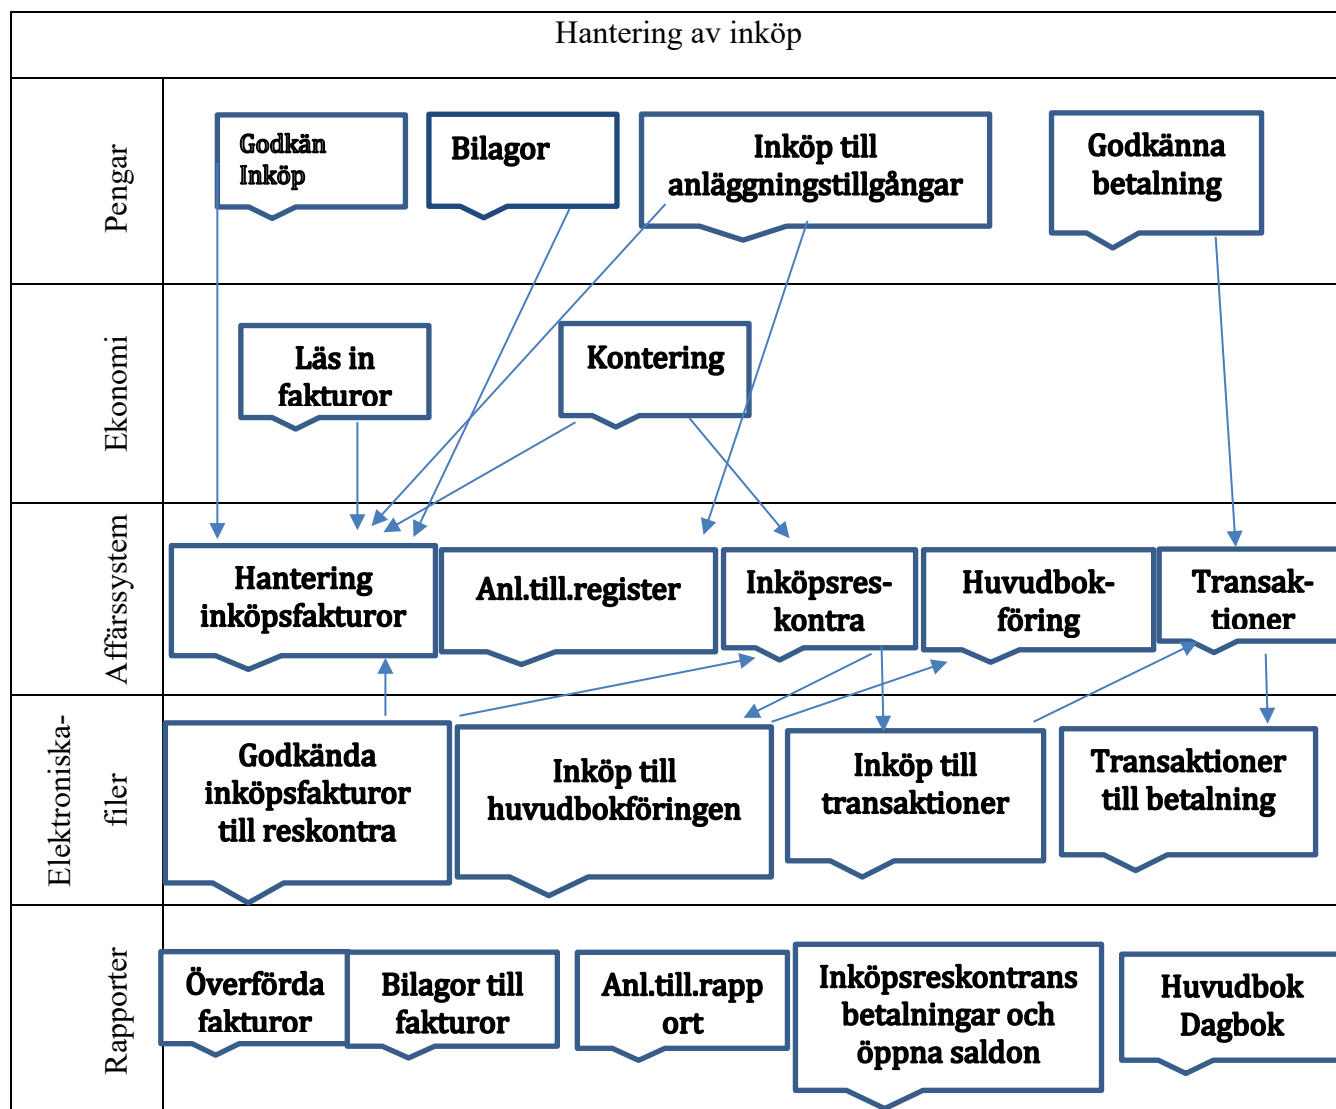 Hantering av inköp
Pengar
Godkän
Inköp
Bilagor
Inköp till
anläggningstillgångar
Godkänna
betalning
Ekonomi
Läs in
fakturor
Kontering
Affärssystem
Hantering
inköpsfakturor
Anl.till.register
Inköpsres-
kontra
Huvudbok-
föring
Transak-
tioner
Elektroniska-
filer
Godkända
inköpsfakturor
till reskontra
Inköp till
huvudbokföringen
Inköp till
transaktioner
Transaktioner
till betalning
Rapporter
Överförda
fakturor
Bilagor till
fakturor
Anl.till.rapp
ort
Inköpsreskontrans
betalningar och
öppna saldon
Huvudbok
Dagbok